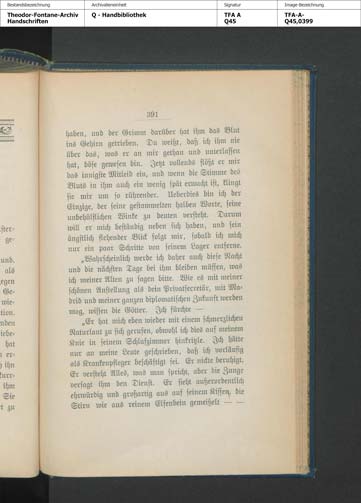 Bestandsbezeichnung
Archivalieneinheit
Signatur
Image-Bezeichnung
Theodor-Fontane-Archiv
Handschriften
Q - Handbibliothek
TFA A
Q45
TFA-A-
Q45,0399
391
haben, und der Grimm darüber hat ihm das Blut
ins Gehirn getrieben. Du weißt, daß ich ihm nie
über das, was er an mir gethan und unterlassen
hat, böse gewesen bin. Jetzt vollends flößt er mir
das innigste Mitleid ein, und wenn die Stimme des
Bluts in ihm auch ein wenig spät erwacht ist, klingt
sie mir um so rührender. Ueberdies bin ich der
Einzige, der seine gestammelten halben Worte, seine
unbehülflichen Winke zu deuten versteht. Darum
will er mich beständig neben sich haben, und sein
ängstlich flehender Blick folgt mir, sobald ich mich
nur ein paar Schritte von seinem Lager entferne.
„Wahrscheinlich werde ich daher auch diese Nacht
und die nächsten Tage bei ihm bleiben müssen, was
ich meiner Alten zu sagen bitte. Wie es mit meiner
schönen Anstellung als dein Privatsecretär, mit Ma-
drid und meiner ganzen diplomatischen Zukunft werden
mag, wissen die Götter. Ich fürchte —
„Er hat mich eben wieder mit einem schmerzlichen
Naturlaut zu sich gerufen, obwohl ich dies auf meinem
Knie in seinem Schlafzimmer hinkritzle. Ich hätte
nur an meine Leute geschrieben, daß ich vorläufig
als Krankenpfleger beschäftigt sei. Er nickte beruhigt.
Er versteht Alles, was man spricht, aber die Zunge
versagt ihm den Dienst. Er sieht außerordentlich
ehrwürdig und großartig aus auf seinem Kissen, die
Stirn wie aus reinem Elfenbein gemeißelt — —